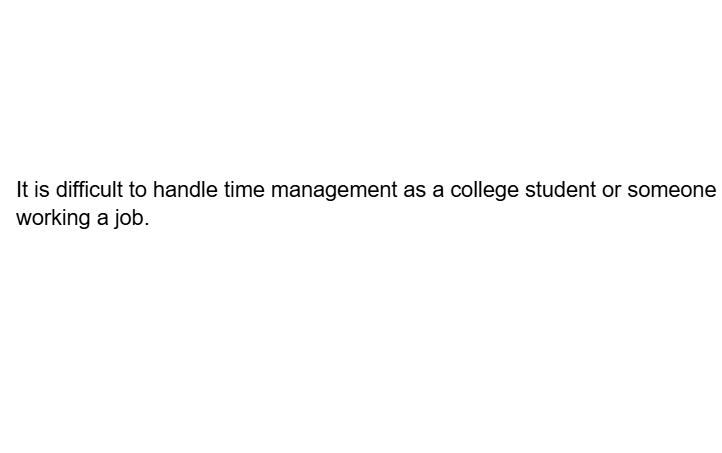 It is difficult to handle time management as a college student or someone
working a job.